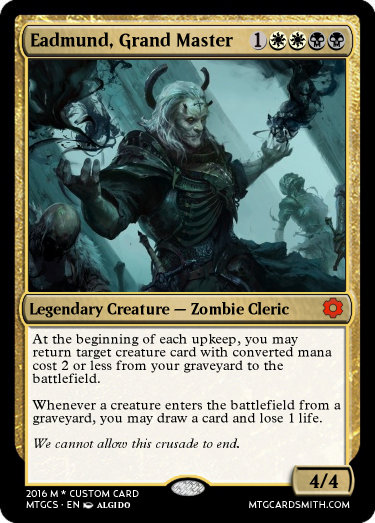 Eadmund, Grand Master 1
Legendary Creature — Zombie Cleric
At the beginning of each upkeep, you may
return target creature card with converted mana
cost 2 or less from your graveyard to the
battlefield.
Whenever a creature enters the battlefield from a
graveyard, you may draw a card and lose 1 life.
We cannot allow this crusade to end.
4/4
2016 M * CUSTOM CARD
MTGCS • EN ALGIDO
MTGCARDSMITH.COM